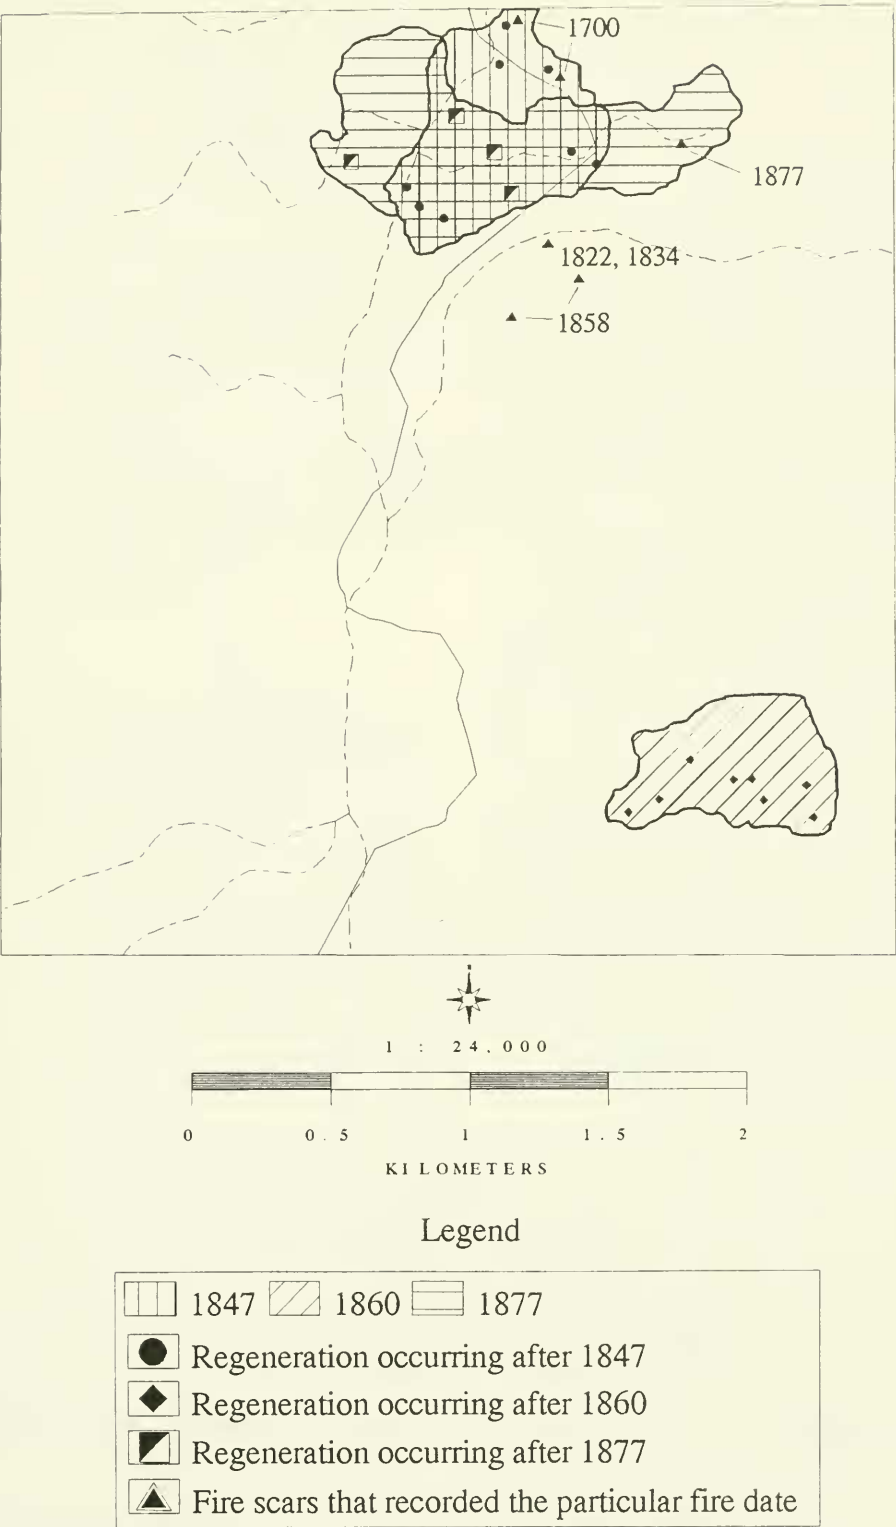 1700
1877
1822, 1834
1858
1 : 24,000
0 0.5 1 1.5 2
KILOMETERS
Legend
1847 1860 1877
Regeneration occurring after 1847
Regeneration occurring after 1860
Regeneration occurring after 1877
Fire scars that recorded the particular fire date